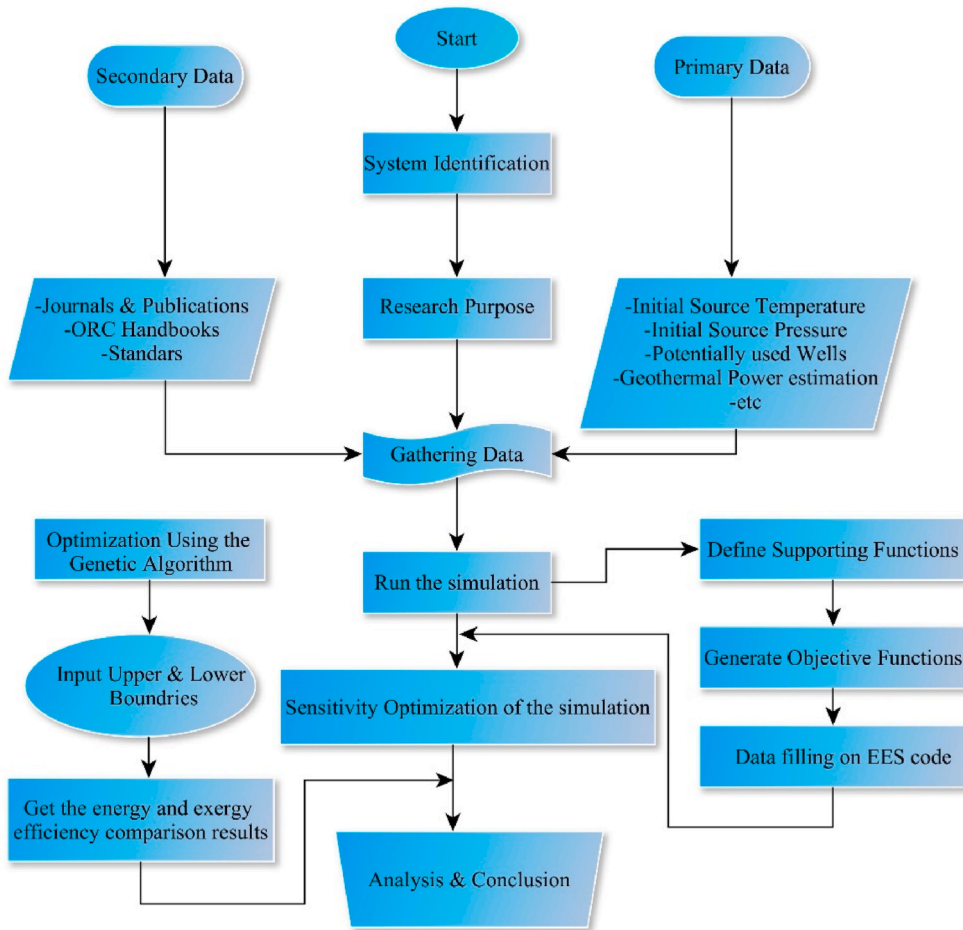 Start
Secondary Data
Primary Data
System Identification
-Journals & Publications
-ORC Handbooks
-Standars
Research Purpose
-Initial Source Temperature
-Initial Source Pressure
-Potentially used Wells
-Geothermal Power estimation
-etc
Gathering Data
Optimization Using the
Genetic Algorithm
Run the simulation
Define Supporting Functions
Input Upper & Lower
Boundries
Generate Objective Functions
Sensitivity Optimization of the simulation
Data filling on EES code
Get the energy and exergy
efficiency comparison results
Analysis & Conclusion